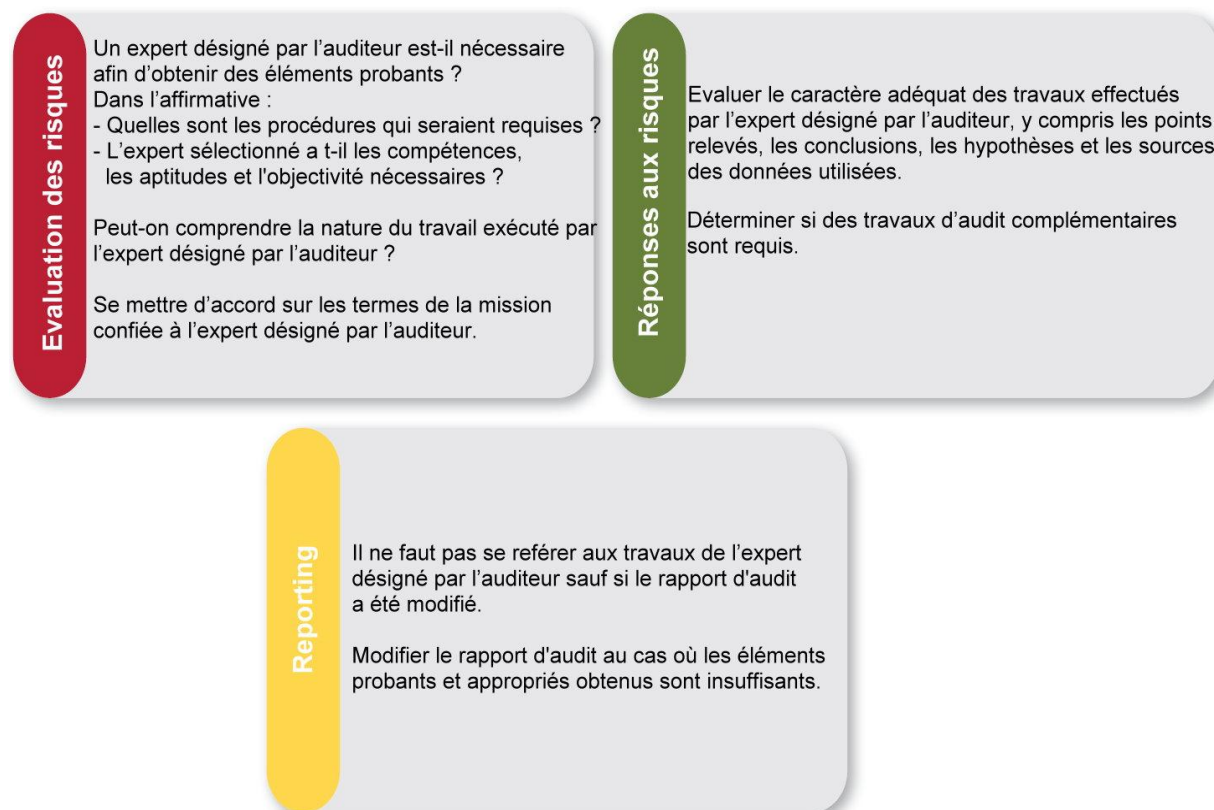 Evaluation des risques
Un expert désigné par l'auditeur est-il nécessaire
afin d'obtenir des éléments probants ?
Dans l'affirmative :
- Quelles sont les procédures qui seraient requises ?
- L'expert sélectionné a t-il les compétences,
les aptitudes et l'objectivité nécessaires ?
Peut-on comprendre la nature du travail exécuté par
l'expert désigné par l'auditeur ?
Se mettre d'accord sur les termes de la mission
confiée à l'expert désigné par l'auditeur.
Réponses aux risques
Evaluer le caractère adéquat des travaux effectués
par l'expert désigné par l'auditeur, y compris les points
relevés, les conclusions, les hypothèses et les sources
des données utilisées.
Déterminer si des travaux d'audit complémentaires
sont requis.
Reporting
Il ne faut pas se reférer aux travaux de l'expert
désigné par l'auditeur sauf si le rapport d'audit
a été modifié.
Modifier le rapport d'audit au cas où les éléments
probants et appropriés obtenus sont insuffisants.